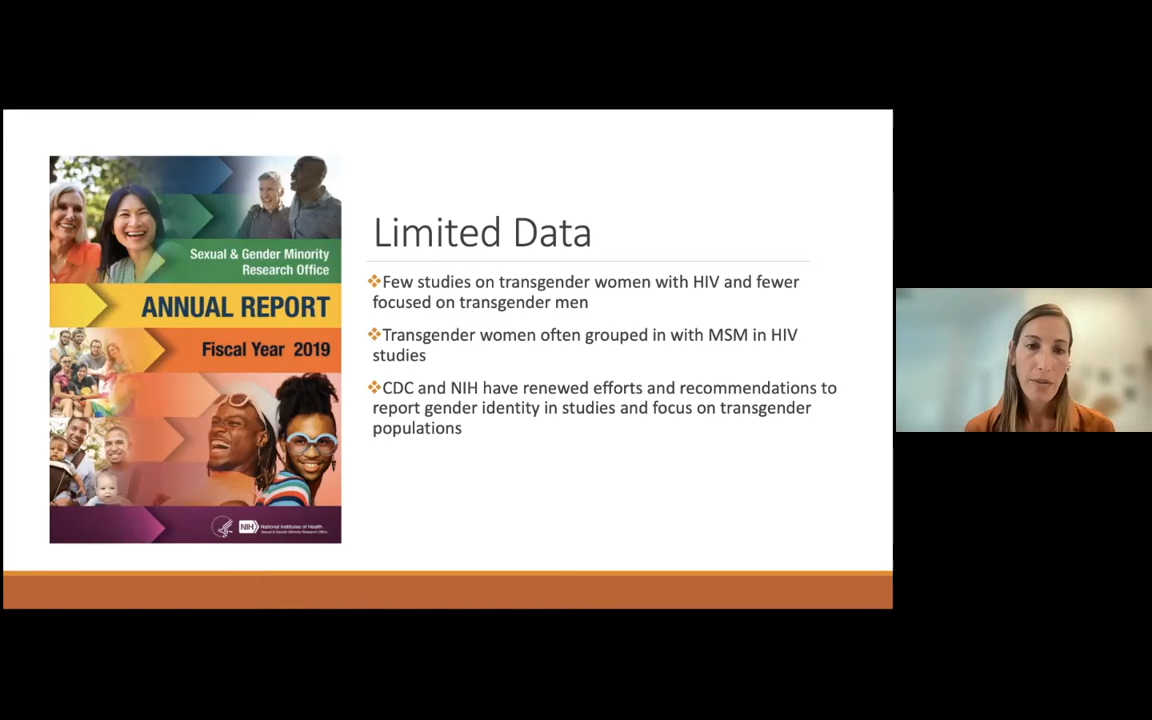 Sexual & Gender Minority
Research Office
ANNUAL REPORT
Fiscal Year 2019
NIH
National Institutes of Health
Sexual & Gender Minority Research Office
Limited Data
Few studies on transgender women with HIV and fewer
focused on transgender men
Transgender women often grouped in with MSM in HIV
studies
CDC and NIH have renewed efforts and recommendations to
report gender identity in studies and focus on transgender
populations